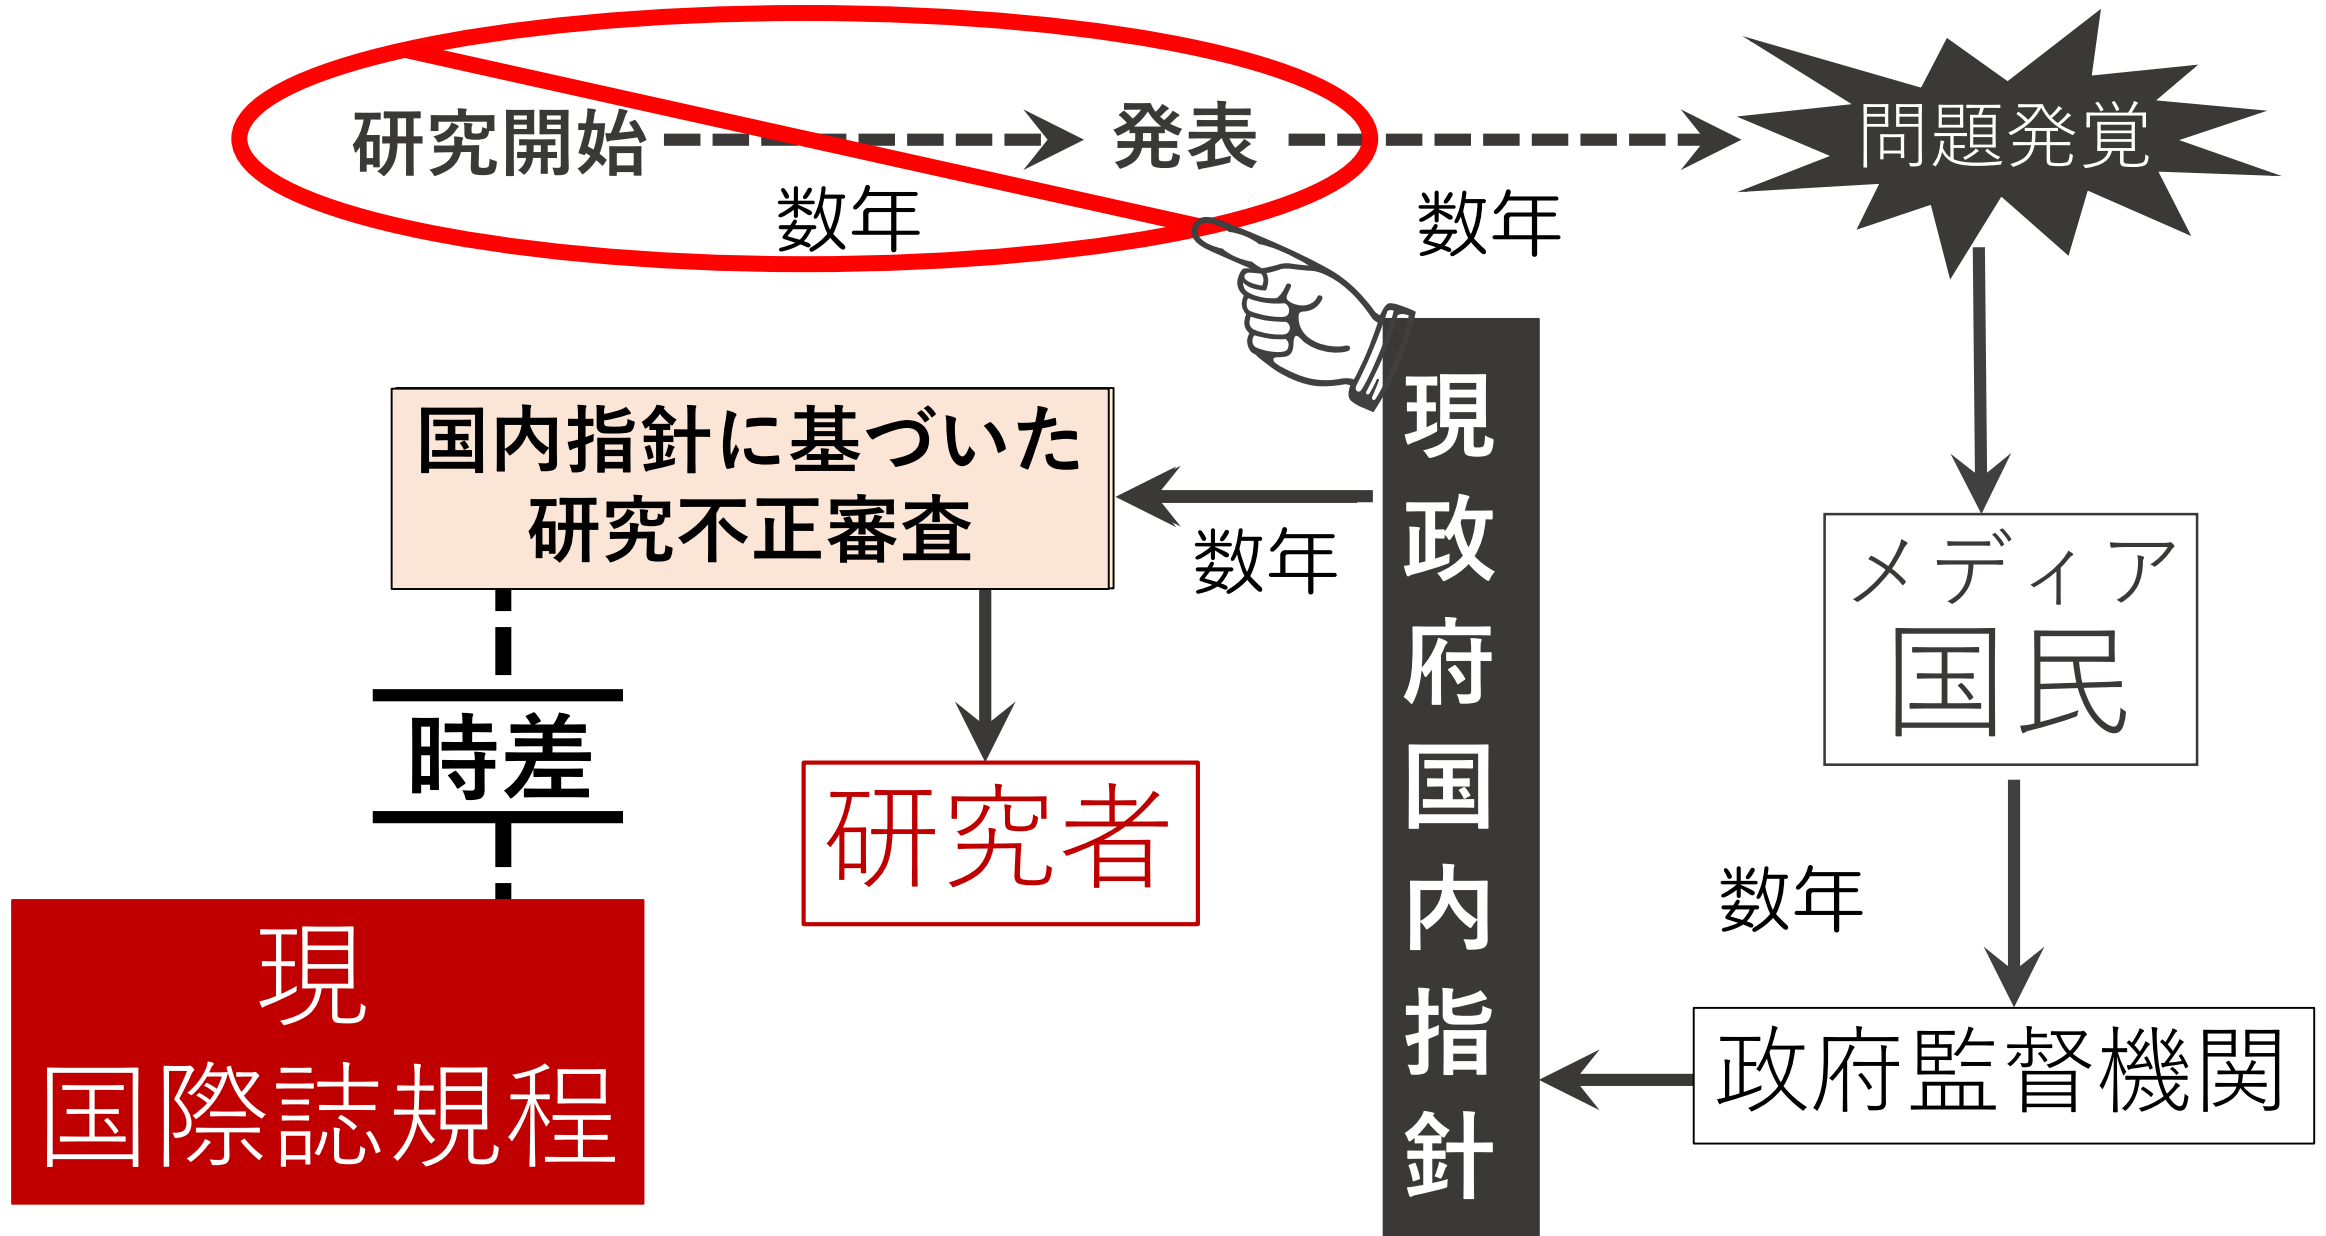 研究開始
発表
問題発覚
数年
数年
国内指針に基づいた
研究不正審査
数年
現政府国内指針
メディア
国民
時差
研究者
数年
現
国際誌規程
政府監督機関